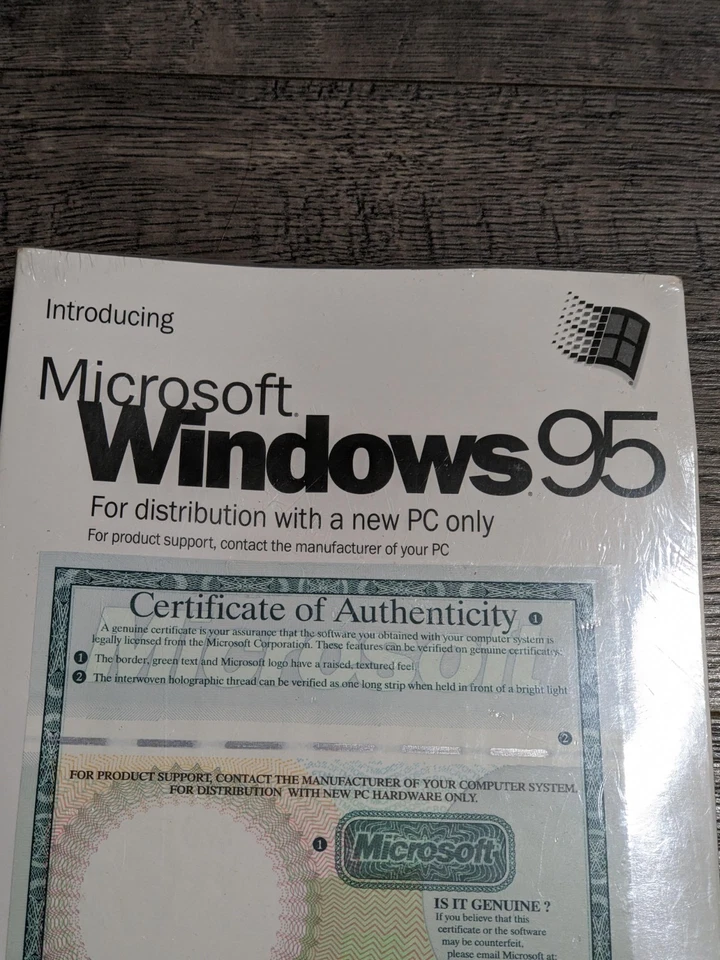 Introducing
Microsoft®
Windows®95
For distribution with a new PC only
For product support, contact the manufacturer of your PC
Certificate of Authenticity ❶
A genuine certificate is your assurance that the software you obtained with your computer system is
legally licensed from the Microsoft Corporation. These features can be verified on genuine certificates:
❶ The border, green text and Microsoft logo have a raised, textured feel
❷ The interwoven holographic thread can be verified as one long strip when held in front of a bright light
Microsoft
❷
FOR PRODUCT SUPPORT, CONTACT THE MANUFACTURER OF YOUR COMPUTER SYSTEM.
FOR DISTRIBUTION WITH NEW PC HARDWARE ONLY.
❶ Microsoft
IS IT GENUINE ?
If you believe that this
certificate or the software
may be counterfeit,
please email Microsoft at: